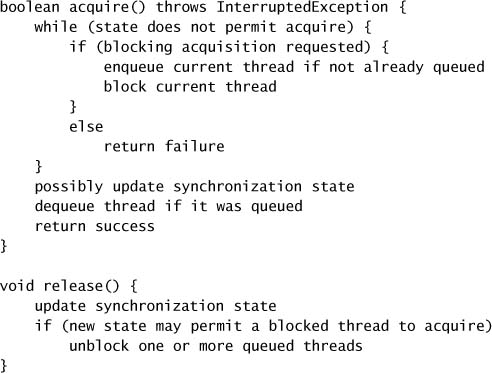 boolean acquire() throws InterruptedException {
    while (state does not permit acquire) {
        if (blocking acquisition requested) {
            enqueue current thread if not already queued
            block current thread
        }
        else
            return failure
    }
    possibly update synchronization state
    dequeue thread if it was queued
    return success
}

void release() {
    update synchronization state
    if (new state may permit a blocked thread to acquire)
        unblock one or more queued threads
}